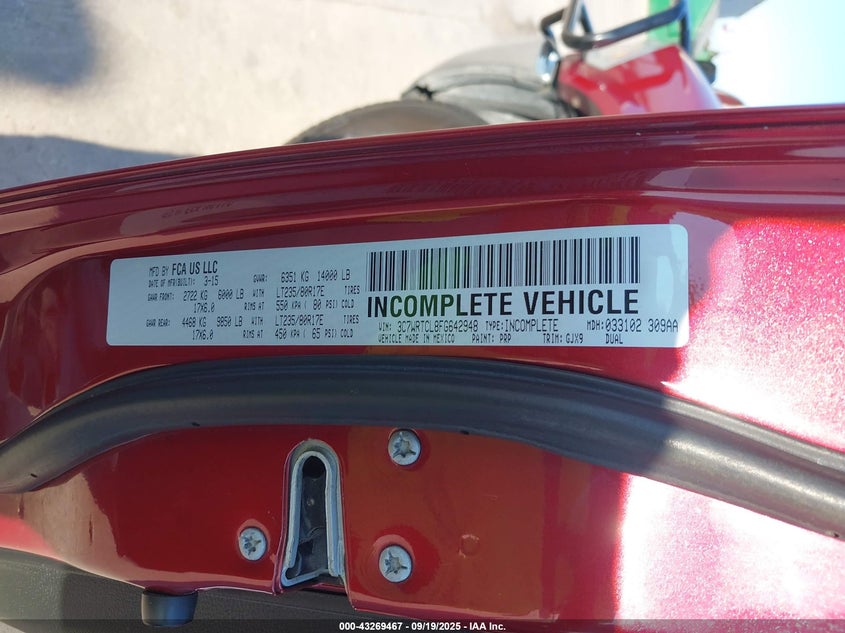 MFD BY FCA US LLC
DATE OF MFR(BUILT): 3-15 GVWR: 6351 KG 14000 LB
GAWR FRONT: 2722 KG 6000 LB WITH LT235/80R17E TIRES
17X6.0 RIMS AT 550 KPA ( 80 PSI) COLD
GAWR REAR: 4468 KG 9850 LB WITH LT235/80R17E TIRES
17X6.0 RIMS AT 450 KPA ( 65 PSI) COLD
INCOMPLETE VEHICLE
VIN: 3C7WRTCL8FG642948 TYPE: INCOMPLETE MDH: 033102 309AA
VEHICLE MADE IN MEXICO PAINT: PRP TRIM: GJX9 DUAL
000-43269467 - 09/19/2025 - IAA Inc.